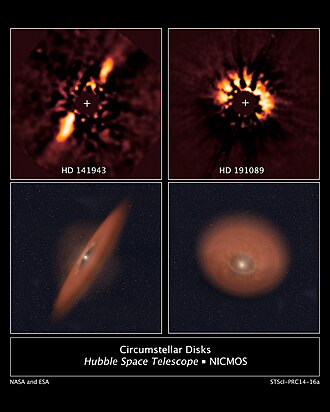 HD 141943
HD 191089
Circumstellar Disks
Hubble Space Telescope ▪ NICMOS
NASA and ESA
STScI-PRC14-16a